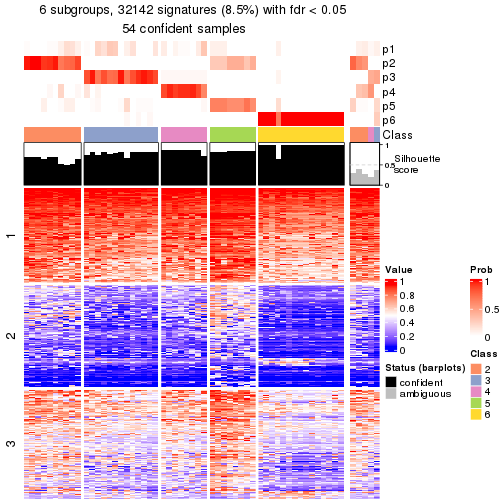 6 subgroups, 32142 signatures (8.5%) with fdr < 0.05
54 confident samples
p1
p2
p3
p4
p5
p6
Class
1
0.5
0
Silhouette
score
1
2
3
Value
1
0.8
0.6
0.4
0.2
0
Prob
1
0.5
0
Status (barplots)
confident
ambiguous
Class
2
3
4
5
6